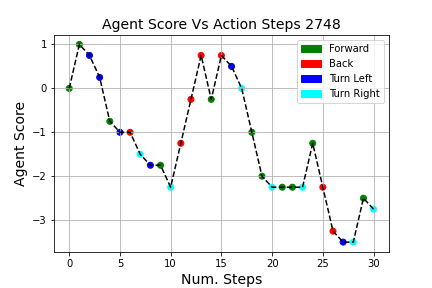 Agent Score Vs Action Steps 2748
1
0
−1
−2
−3
Agent Score
Forward
Back
Turn Left
Turn Right
0 5 10 15 20 25 30
Num. Steps